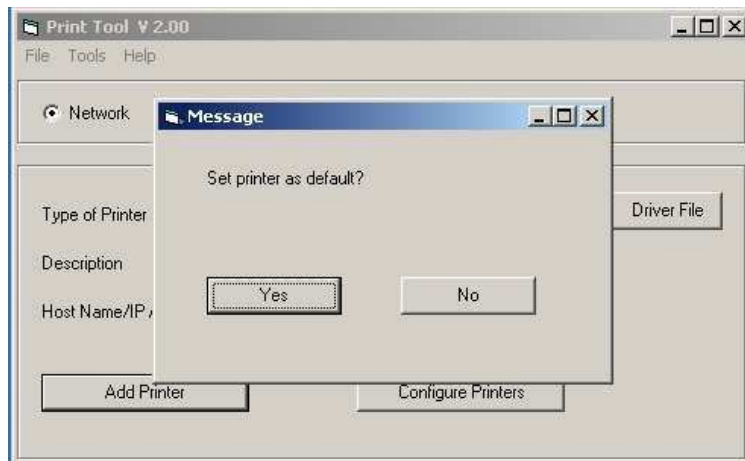 Print Tool V 2.00
File Tools Help
Network
Message
Set printer as default?
Type of Printer
Driver File
Description
Yes No
Host Name/IP
Add Printer
Configure Printers